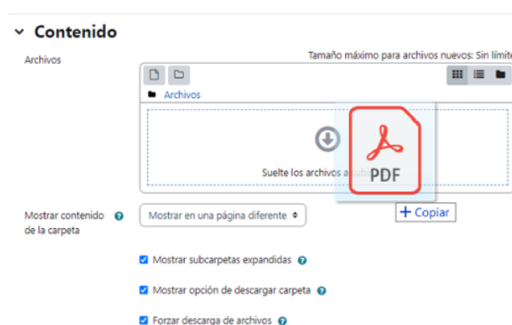 Contenido
Archivos
Tamaño máximo para archivos nuevos: Sin límite
Archivos
Suelte los archivos a
PDF
+ Copiar
Mostrar contenido
de la carpeta
Mostrar en una página diferente
Mostrar subcarpetas expandidas
Mostrar opción de descargar carpeta
Forzar descarga de archivos